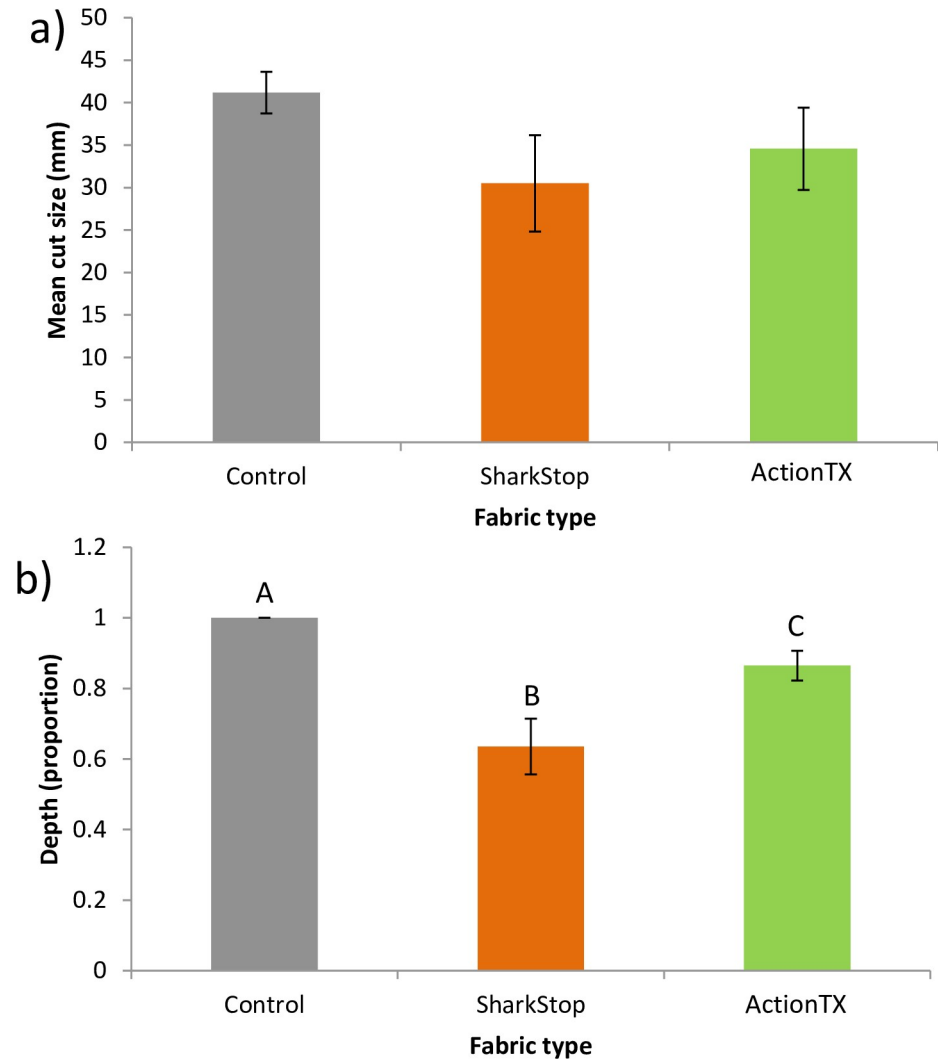 a)
Mean cut size (mm)
50
45
40
35
30
25
20
15
10
5
0
Control SharkStop ActionTX
Fabric type
b)
Depth (proportion)
1.2
1
0.8
0.6
0.4
0.2
0
A
B
C
Control SharkStop ActionTX
Fabric type